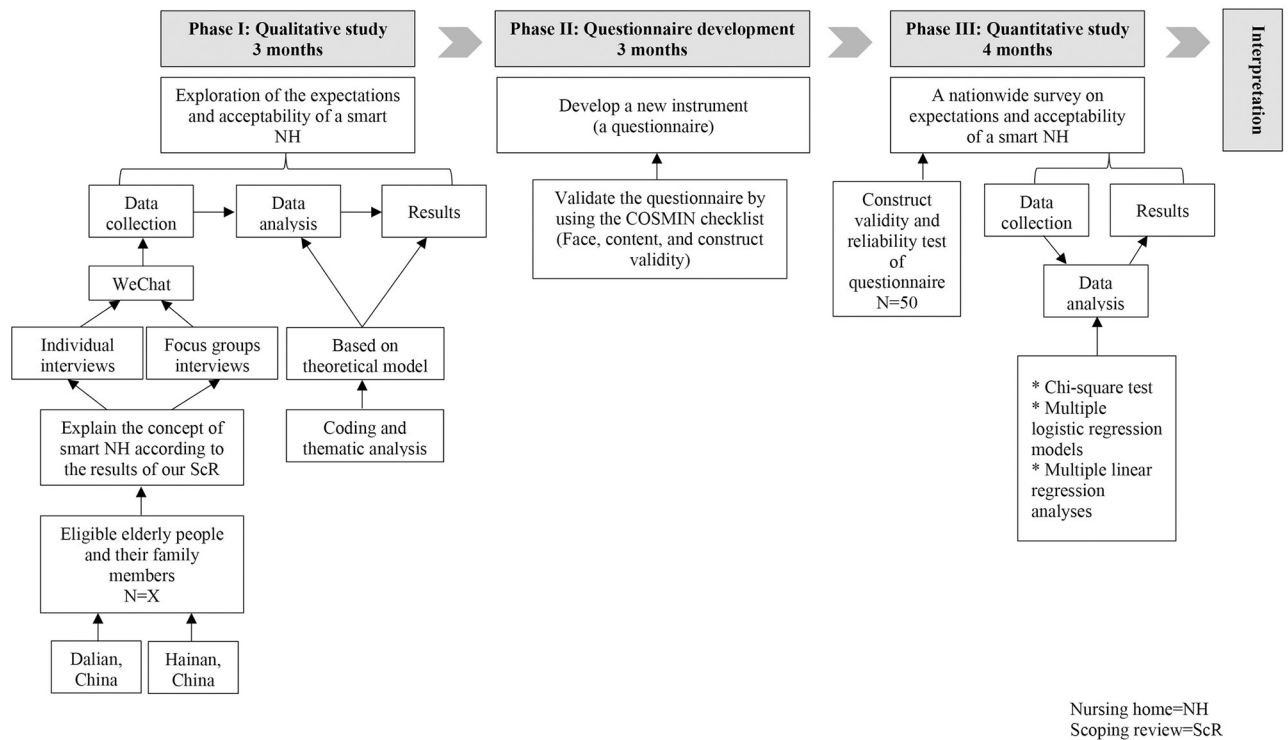 Phase I: Qualitative study
3 months
Phase II: Questionnaire development
3 months
Phase III: Quantitative study
4 months
Interpretation
Exploration of the expectations
and acceptability of a smart
NH
Develop a new instrument
(a questionnaire)
A nationwide survey on
expectations and acceptability
of a smart NH
Data
collection
Data
analysis
Results
Validate the questionnaire by
using the COSMIN checklist
(Face, content, and construct
validity)
Construct
validity and
reliability test
of
questionnaire
N=50
Data
collection
Results
Data
analysis
WeChat
Individual
interviews
Focus groups
interviews
Based on
theoretical model
Explain the concept of
smart NH according to
the results of our ScR
Coding and
thematic analysis
* Chi-square test
* Multiple
logistic regression
models
* Multiple linear
regression
analyses
Eligible elderly people
and their family
members
N=X
Dalian,
China
Hainan,
China
Nursing home=NH
Scoping review=ScR